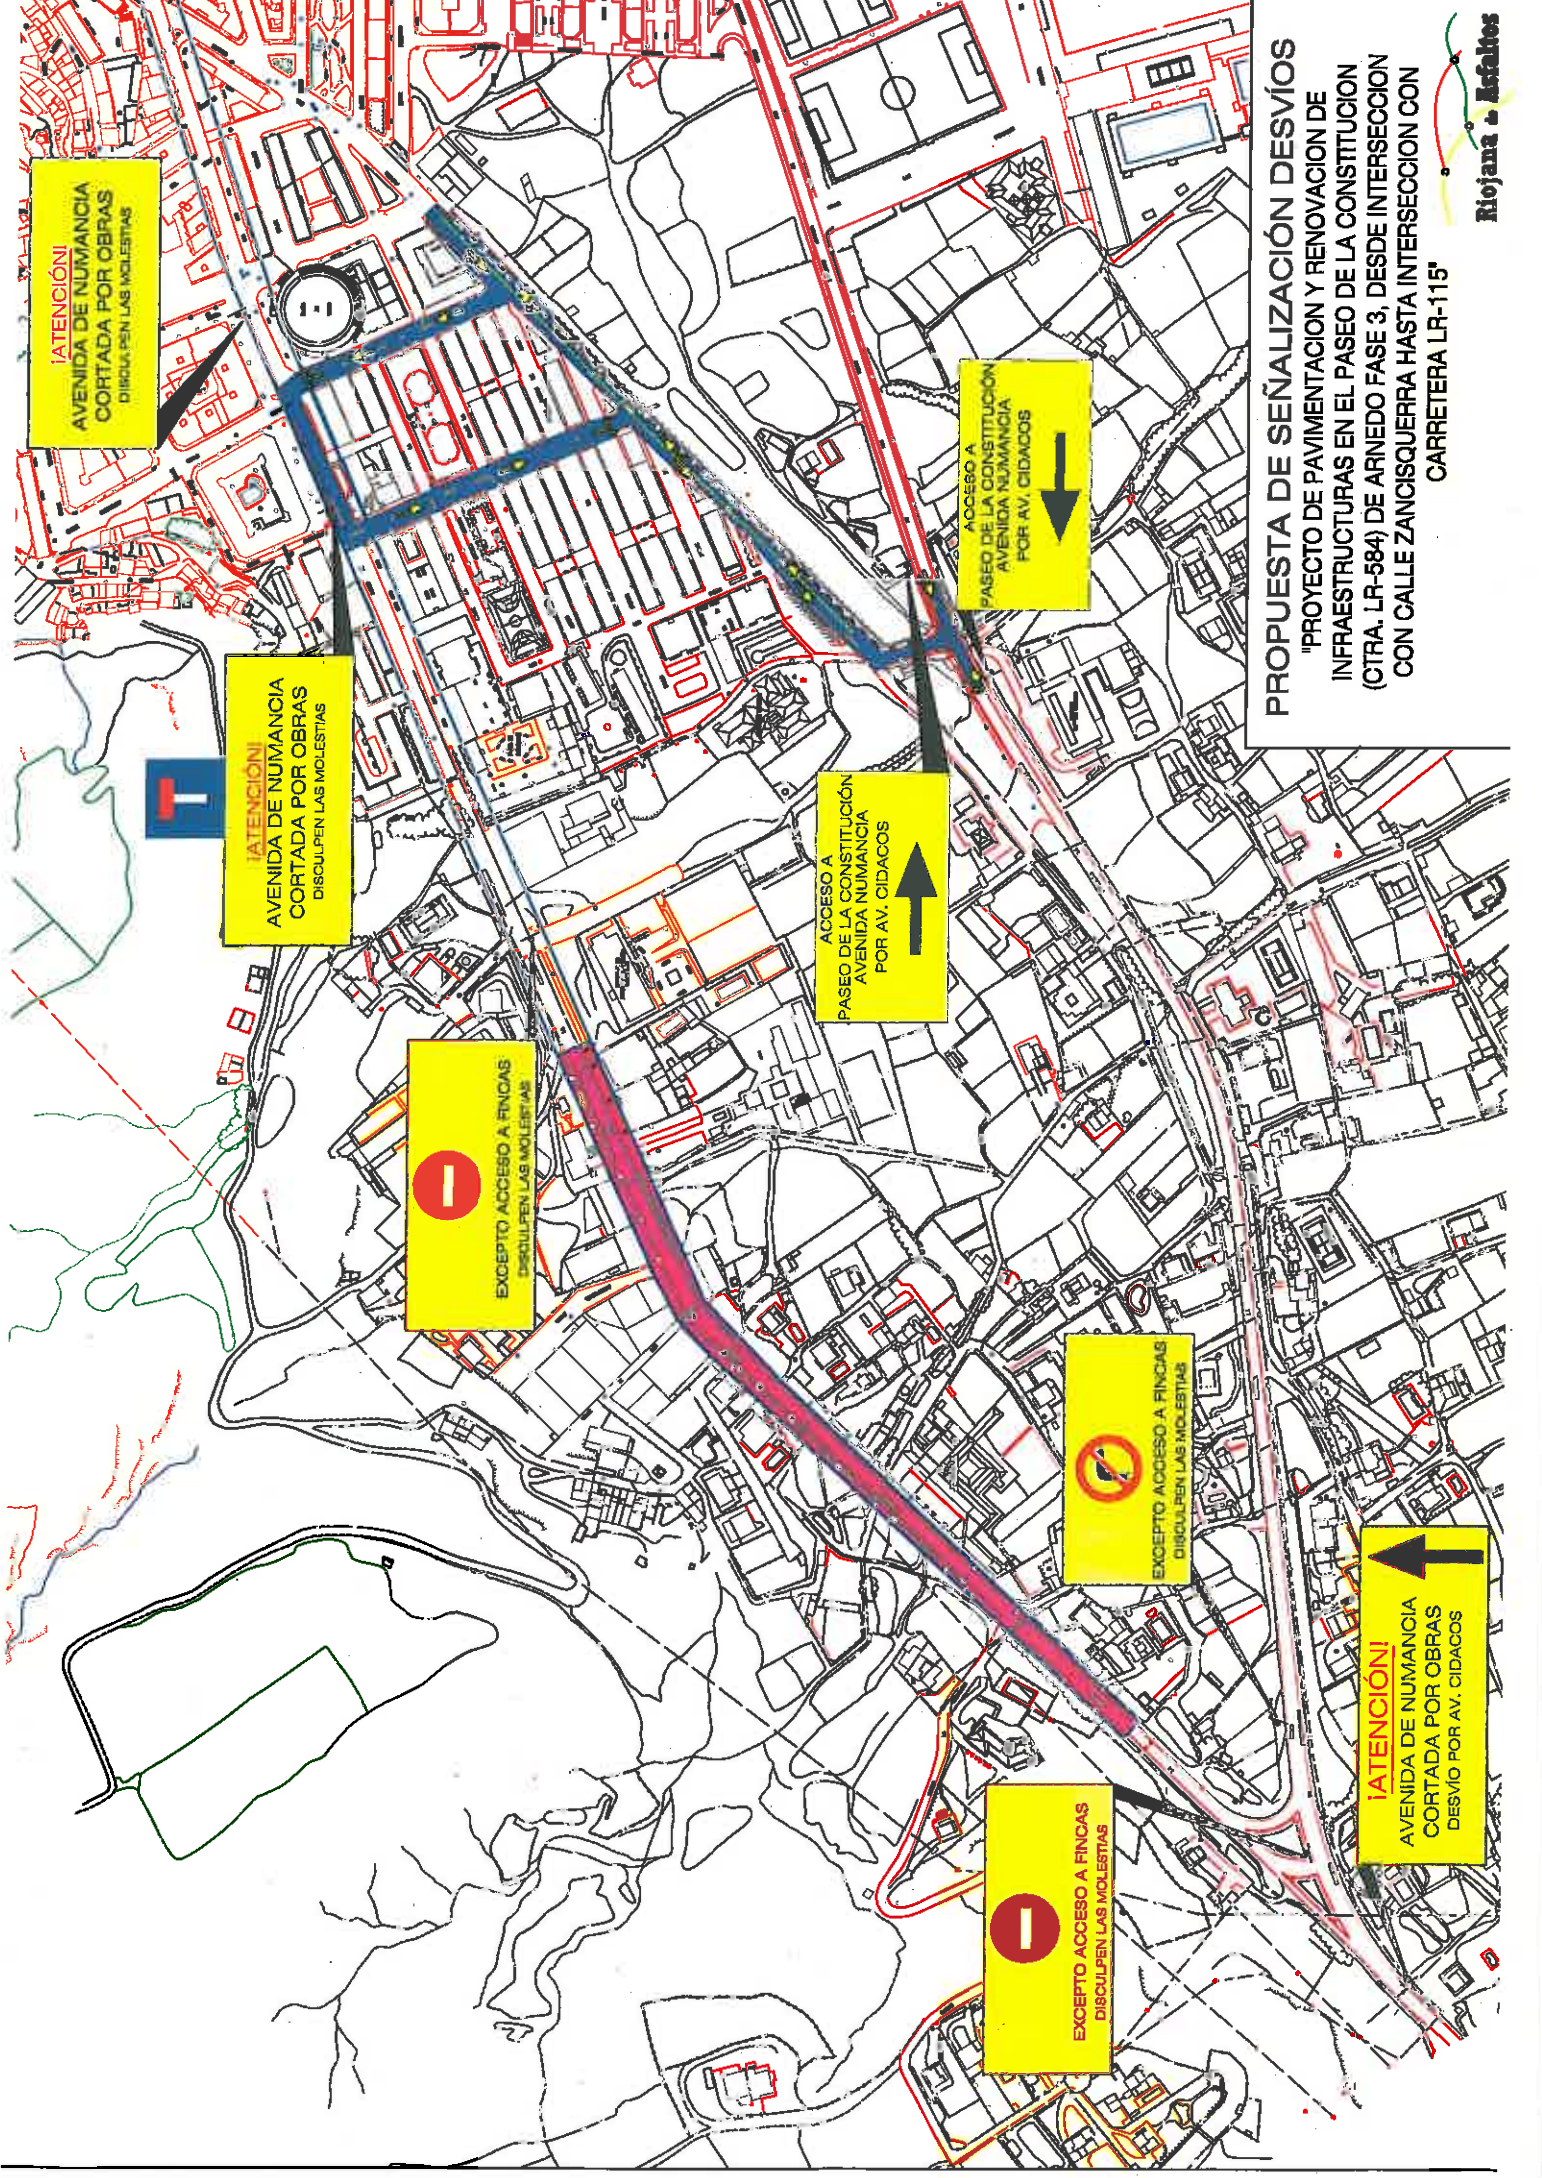 ¡ATENCIÓN!
AVENIDA DE NUMANCIA
CORTADA POR OBRAS
DISCULPEN LAS MOLESTIAS
¡ATENCIÓN!
AVENIDA DE NUMANCIA
CORTADA POR OBRAS
DISCULPEN LAS MOLESTIAS
EXCEPTO ACCESO A FINCAS
DISCULPEN LAS MOLESTIAS
ACCESO A
PASEO DE LA CONSTITUCIÓN
AVENIDA NUMANCIA
POR AV. CIDACOS
ACCESO A
PASEO DE LA CONSTITUCIÓN
AVENIDA NUMANCIA
POR AV. CIDACOS
EXCEPTO ACCESO A FINCAS
DISCULPEN LAS MOLESTIAS
EXCEPTO ACCESO A FINCAS
DISCULPEN LAS MOLESTIAS
¡ATENCIÓN!
AVENIDA DE NUMANCIA
CORTADA POR OBRAS
DESVÍO POR AV. CIDACOS
PROPUESTA DE SEÑALIZACIÓN DESVÍOS
"PROYECTO DE PAVIMENTACION Y RENOVACION DE
INFRAESTRUCTURAS EN EL PASEO DE LA CONSTITUCION
(CTRA. LR-584) DE ARNEDO FASE 3, DESDE INTERSECCION
CON CALLE ZANCISQUERRA HASTA INTERSECCION CON
CARRETERA LR-115"
Riojana de Asfaltos